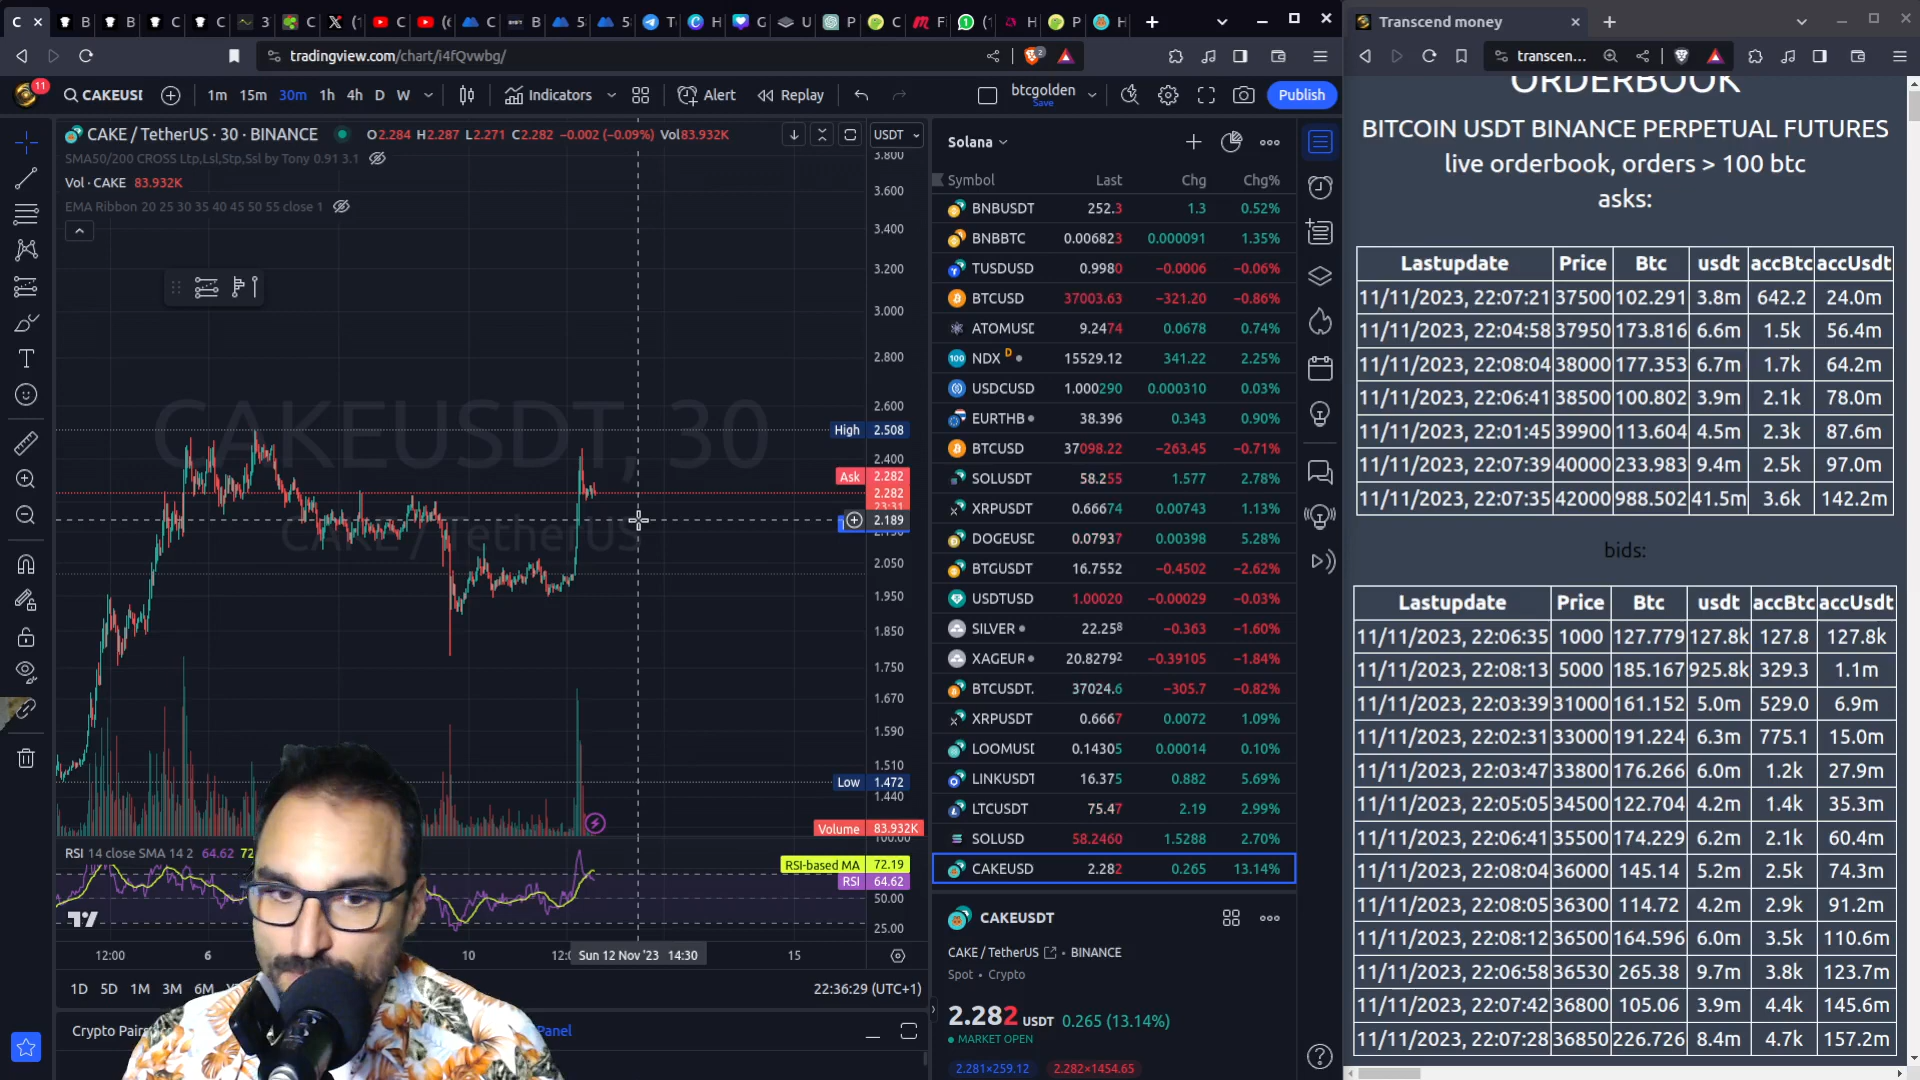 tradingview.com/chart/i4fQvwbg/
Transcend money
transcen...
11
CAKEUSI
1m 15m 30m 1h 4h D W
Indicators
Alert
Replay
btcgolden
Save
Publish
CAKE / TetherUS · 30 · BINANCE
O2.284 H2.287 L2.271 C2.282 −0.002 (−0.09%) Vol83.932K
USDT
SMA50/200 CROSS Ltp,Lsl,Stp,Ssl by Tony 0.91 3.1
Vol · CAKE 83.932K
EMA Ribbon 20 25 30 35 40 45 50 55 close 1
CAKEUSDT, 30
CAKE / TetherUS
3.800
3.600
3.400
3.200
3.000
2.800
2.600
High 2.508
2.400
Ask 2.282
2.282
23:31
2.189
2.150
2.050
1.950
1.850
1.750
1.670
1.590
1.510
Low 1.472
1.440
Volume 83.932K
100.00
RSI 14 close SMA 14 2 64.62
RSI-based MA 72.19
RSI 64.62
50.00
25.00
12:00 6 10 Sun 12 Nov '23 14:30 15
1D 5D 1M 3M 6M
22:36:29 (UTC+1)
Crypto Pairs
Panel
Solana
Symbol Last Chg Chg%
BNBUSDT 252.3 1.3 0.52%
BNBBTC 0.006823 0.000091 1.35%
TUSDUSD 0.9980 −0.0006 −0.06%
BTCUSD 37003.63 −321.20 −0.86%
ATOMUSD 9.2474 0.0678 0.74%
NDX D 15529.12 341.22 2.25%
USDCUSD 1.000290 0.000310 0.03%
EURTHB 38.396 0.343 0.90%
BTCUSD 37098.22 −263.45 −0.71%
SOLUSDT 58.255 1.577 2.78%
XRPUSDT 0.66674 0.00743 1.13%
DOGEUSD 0.07937 0.00398 5.28%
BTGUSDT 16.7552 −0.4502 −2.62%
USDTUSD 1.00020 −0.00029 −0.03%
SILVER 22.258 −0.363 −1.60%
XAGEUR 20.82792 −0.39105 −1.84%
BTCUSDT. 37024.6 −305.7 −0.82%
XRPUSDT 0.6667 0.0072 1.09%
LOOMUSI 0.14305 0.00014 0.10%
LINKUSDT 16.375 0.882 5.69%
LTCUSDT 75.47 2.19 2.99%
SOLUSD 58.2460 1.5288 2.70%
CAKEUSD 2.282 0.265 13.14%
CAKEUSDT
CAKE / TetherUS · BINANCE
Spot · Crypto
2.282 USDT 0.265 (13.14%)
MARKET OPEN
2.281×259.12 2.282×1454.65
ORDERBOOK
BITCOIN USDT BINANCE PERPETUAL FUTURES
live orderbook, orders > 100 btc
asks:
Lastupdate Price Btc usdt accBtc accUsdt
11/11/2023, 22:07:21 37500 102.291 3.8m 642.2 24.0m
11/11/2023, 22:04:58 37950 173.816 6.6m 1.5k 56.4m
11/11/2023, 22:08:04 38000 177.353 6.7m 1.7k 64.2m
11/11/2023, 22:06:41 38500 100.802 3.9m 2.1k 78.0m
11/11/2023, 22:01:45 39900 113.604 4.5m 2.3k 87.6m
11/11/2023, 22:07:39 40000 233.983 9.4m 2.5k 97.0m
11/11/2023, 22:07:35 42000 988.502 41.5m 3.6k 142.2m
bids:
Lastupdate Price Btc usdt accBtc accUsdt
11/11/2023, 22:06:35 1000 127.779 127.8k 127.8 127.8k
11/11/2023, 22:08:13 5000 185.167 925.8k 329.3 1.1m
11/11/2023, 22:03:39 31000 161.152 5.0m 529.0 6.9m
11/11/2023, 22:02:31 33000 191.224 6.3m 775.1 15.0m
11/11/2023, 22:03:47 33800 176.266 6.0m 1.2k 27.9m
11/11/2023, 22:05:05 34500 122.704 4.2m 1.4k 35.3m
11/11/2023, 22:06:41 35500 174.229 6.2m 2.1k 60.4m
11/11/2023, 22:08:04 36000 145.14 5.2m 2.5k 74.3m
11/11/2023, 22:08:05 36300 114.72 4.2m 2.9k 91.2m
11/11/2023, 22:08:12 36500 164.596 6.0m 3.5k 110.6m
11/11/2023, 22:06:58 36530 265.38 9.7m 3.8k 123.7m
11/11/2023, 22:07:42 36800 105.06 3.9m 4.4k 145.6m
11/11/2023, 22:07:28 36850 226.726 8.4m 4.7k 157.2m